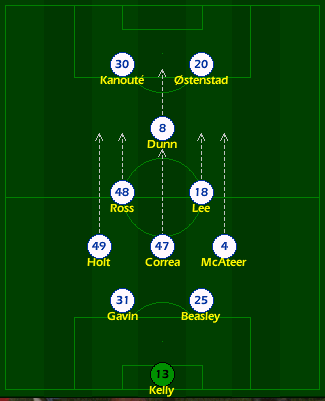 30 20
Kanouté Østenstad
8
Dunn
48 18
Ross Lee
49 47 4
Holt Correa McAteer
31 25
Gavin Beasley
13
Kelly